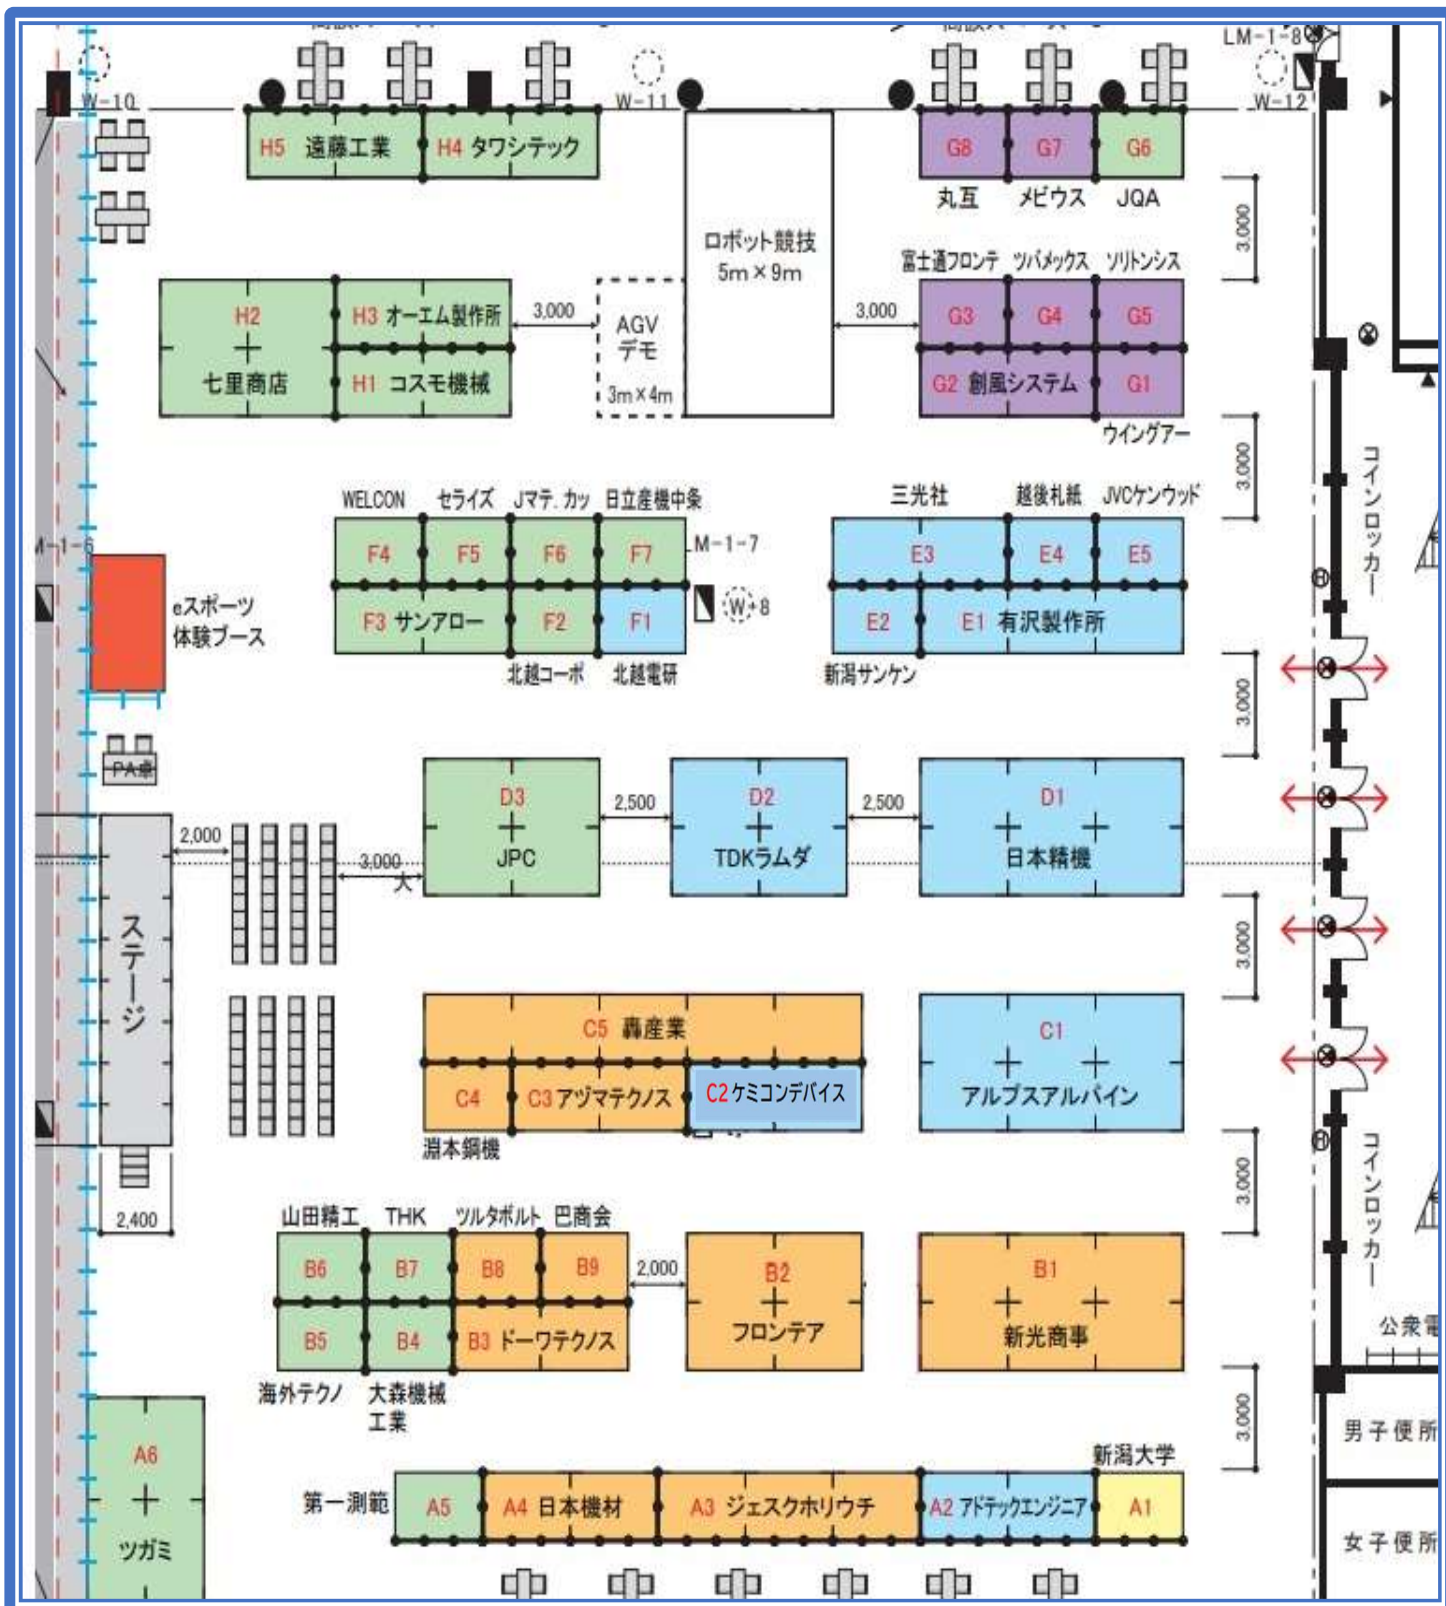 LM-1-8
W-10
W-11
W-12
H5 遠藤工業
H4 タワシテック
G8
G7
G6
丸互
メビウス
JQA
3,000
ロボット競技
5m×9m
富士通フロンテ
ツバメックス
ソリトンシス
H2
七里商店
H3 オーエム製作所
H1 コスモ機械
3,000
AGV
デモ
3m×4m
3,000
G3
G4
G5
G2 創風システム
G1
ウイングアー
3,000
コインロッカー
WELCON
セライズ
Jマテ.カッ
日立産機中条
三光社
越後札紙
JVCケンウッド
F4
F5
F6
F7
M-1-7
E3
E4
E5
M-1-6
eスポーツ
体験ブース
F3 サンアロー
F2
F1
W-8
E2
E1 有沢製作所
北越コーポ
北越電研
新潟サンケン
3,000
PA卓
D3
JPC
2,500
D2
TDKラムダ
2,500
D1
日本精機
2,000
3,000
大
ステージ
3,000
C5 轟産業
C1
アルプスアルパイン
C4
C3 アヅマテクノス
C2 ケミコンデバイス
淵本鋼機
3,000
コインロッカー
2,400
山田精工
THK
ツルタボルト
巴商会
B6
B7
B8
B9
2,000
B2
フロンテア
B1
新光商事
B5
B4
B3 ドーワテクノス
海外テクノ
大森機械
工業
公衆電
3,000
男子便所
新潟大学
A6
ツガミ
第一測範
A5
A4 日本機材
A3 ジェスクホリウチ
A2 アドテックエンジニア
A1
女子便所